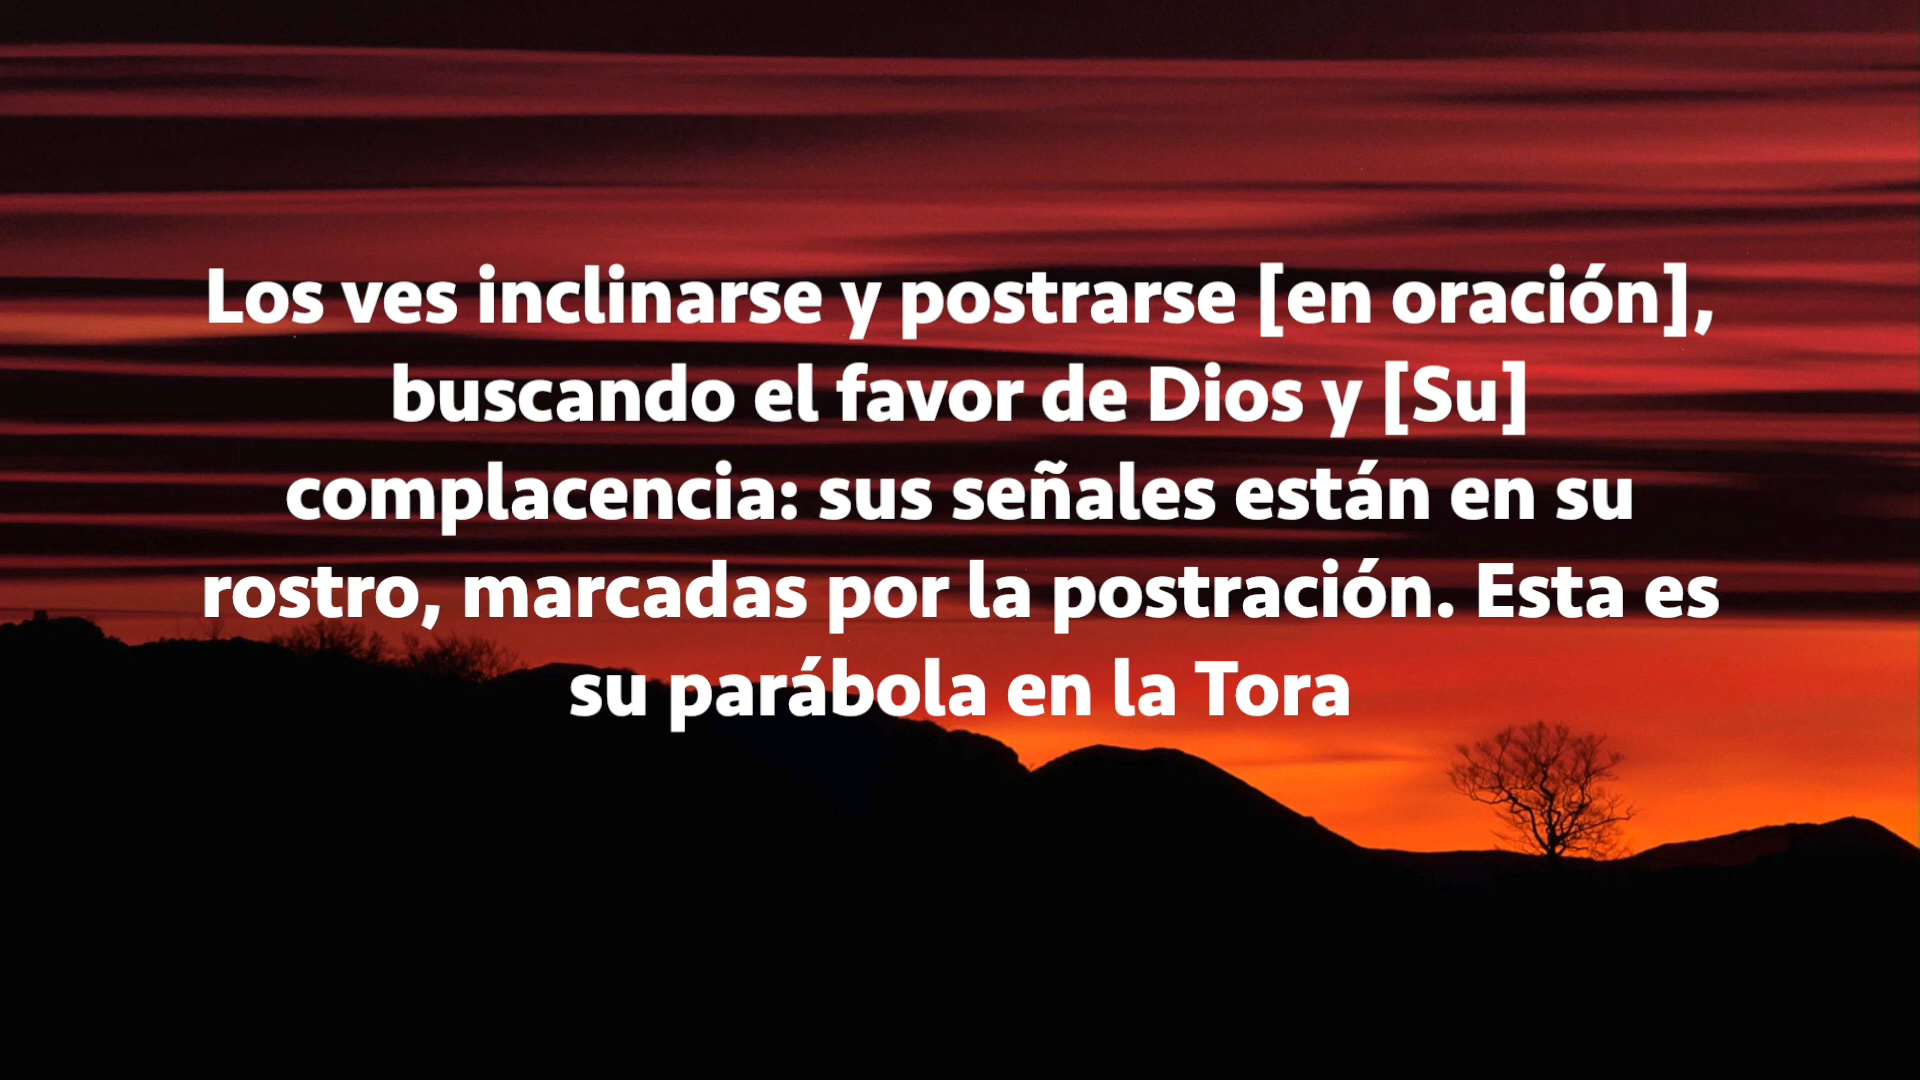 Los ves inclinarse y postrarse [en oración],
buscando el favor de Dios y [Su]
complacencia: sus señales están en su
rostro, marcadas por la postración. Esta es
su parábola en la Tora